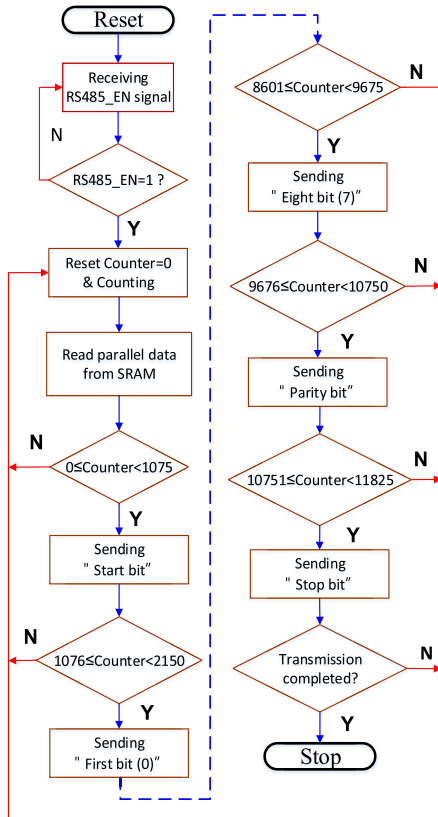 Reset
Receiving
RS485_EN signal
N
RS485_EN=1 ?
Y
Reset Counter=0
& Counting
Read parallel data
from SRAM
N
0≤Counter<1075
Y
Sending
" Start bit"
N
1076≤Counter<2150
Y
Sending
" First bit (0)"
N
8601≤Counter<9675
Y
Sending
" Eight bit (7)"
N
9676≤Counter<10750
Y
Sending
" Parity bit"
N
10751≤Counter<11825
Y
Sending
" Stop bit"
Transmission
completed?
N
Y
Stop